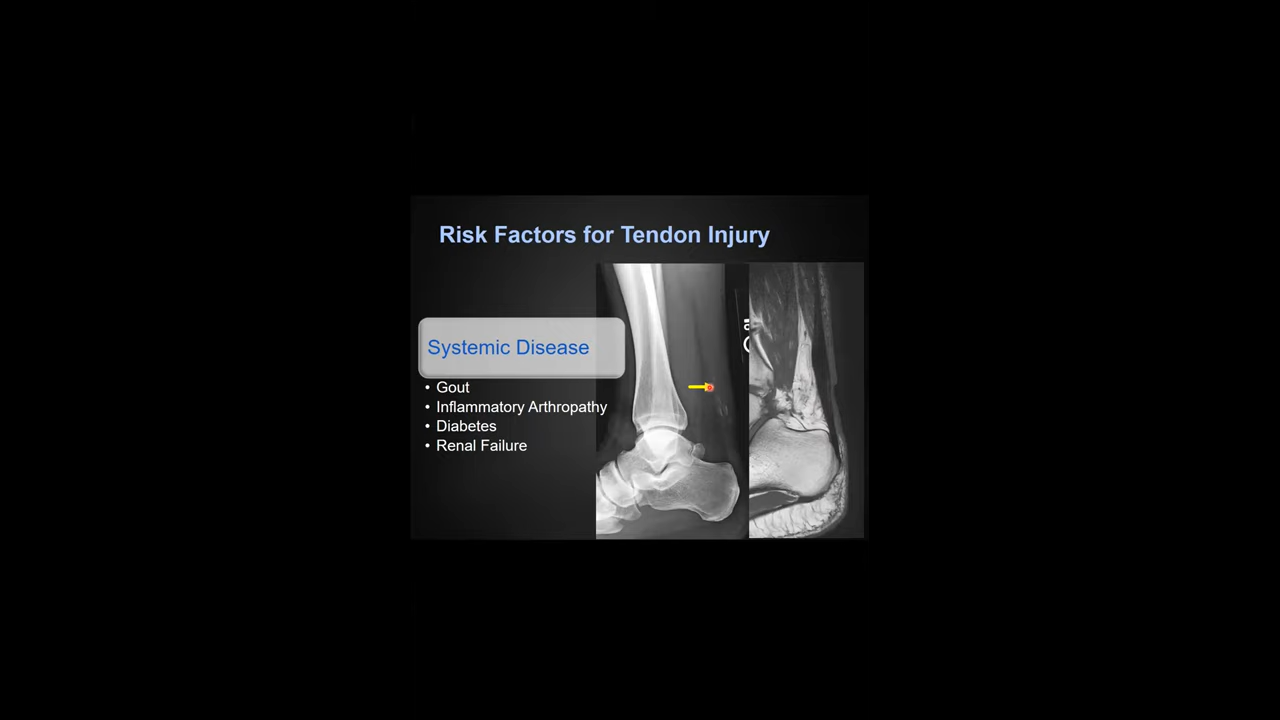 Risk Factors for Tendon Injury
Systemic Disease
• Gout
• Inflammatory Arthropathy
• Diabetes
• Renal Failure